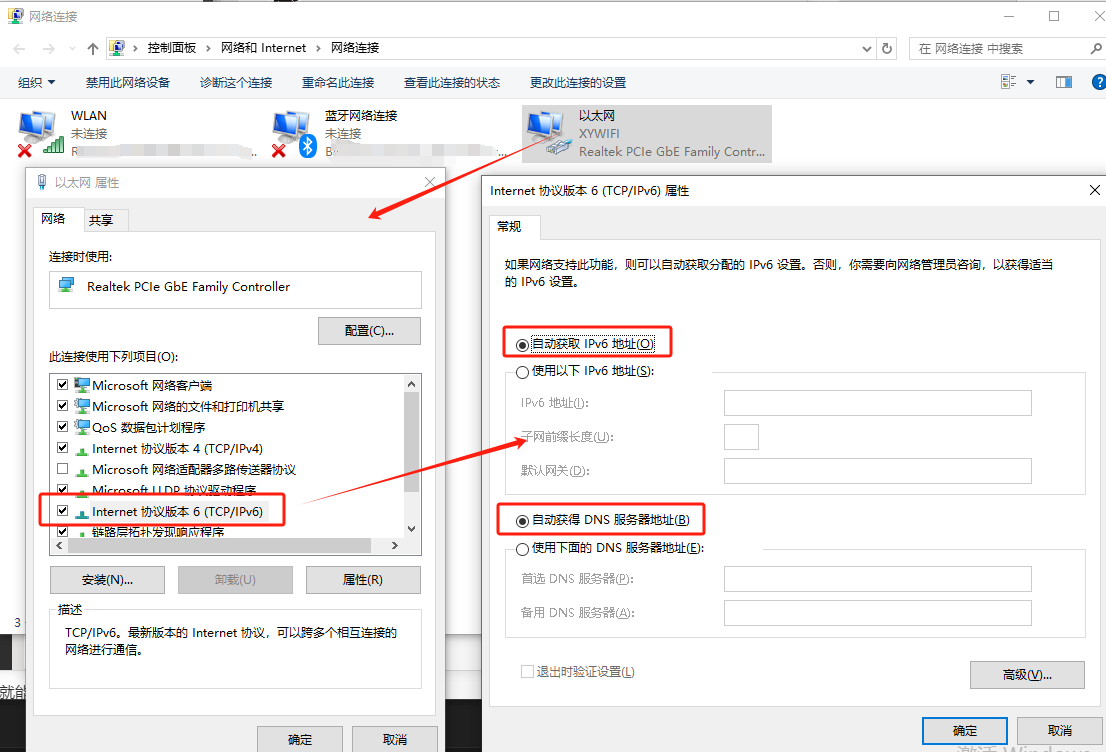 网络连接
控制面板 › 网络和 Internet › 网络连接
在 网络连接 中搜索
组织 禁用此网络设备 诊断这个连接 重命名此连接 查看此连接的状态 更改此连接的设置
WLAN
未连接
蓝牙网络连接
未连接
以太网
XYWIFI
Realtek PCIe GbE Family Contr...
以太网 属性
网络 共享
连接时使用:
Realtek PCIe GbE Family Controller
配置(C)...
此连接使用下列项目(O):
Microsoft 网络客户端
Microsoft 网络的文件和打印机共享
QoS 数据包计划程序
Internet 协议版本 4 (TCP/IPv4)
Microsoft 网络适配器多路传送器协议
Microsoft LLDP 协议驱动程序
Internet 协议版本 6 (TCP/IPv6)
链路层拓扑发现响应程序
安装(N)... 卸载(U) 属性(R)
描述
TCP/IPv6。最新版本的 Internet 协议，可以跨多个相互连接的
网络进行通信。
确定 取消
3
就能
Internet 协议版本 6 (TCP/IPv6) 属性
常规
如果网络支持此功能，则可以自动获取分配的 IPv6 设置。否则，你需要向网络管理员咨询，以获得适当
的 IPv6 设置。
自动获取 IPv6 地址(O)
使用以下 IPv6 地址(S):
IPv6 地址(I):
子网前缀长度(U):
默认网关(D):
自动获得 DNS 服务器地址(B)
使用下面的 DNS 服务器地址(E):
首选 DNS 服务器(P):
备用 DNS 服务器(A):
退出时验证设置(L)
高级(V)...
确定 取消
激活 Windows